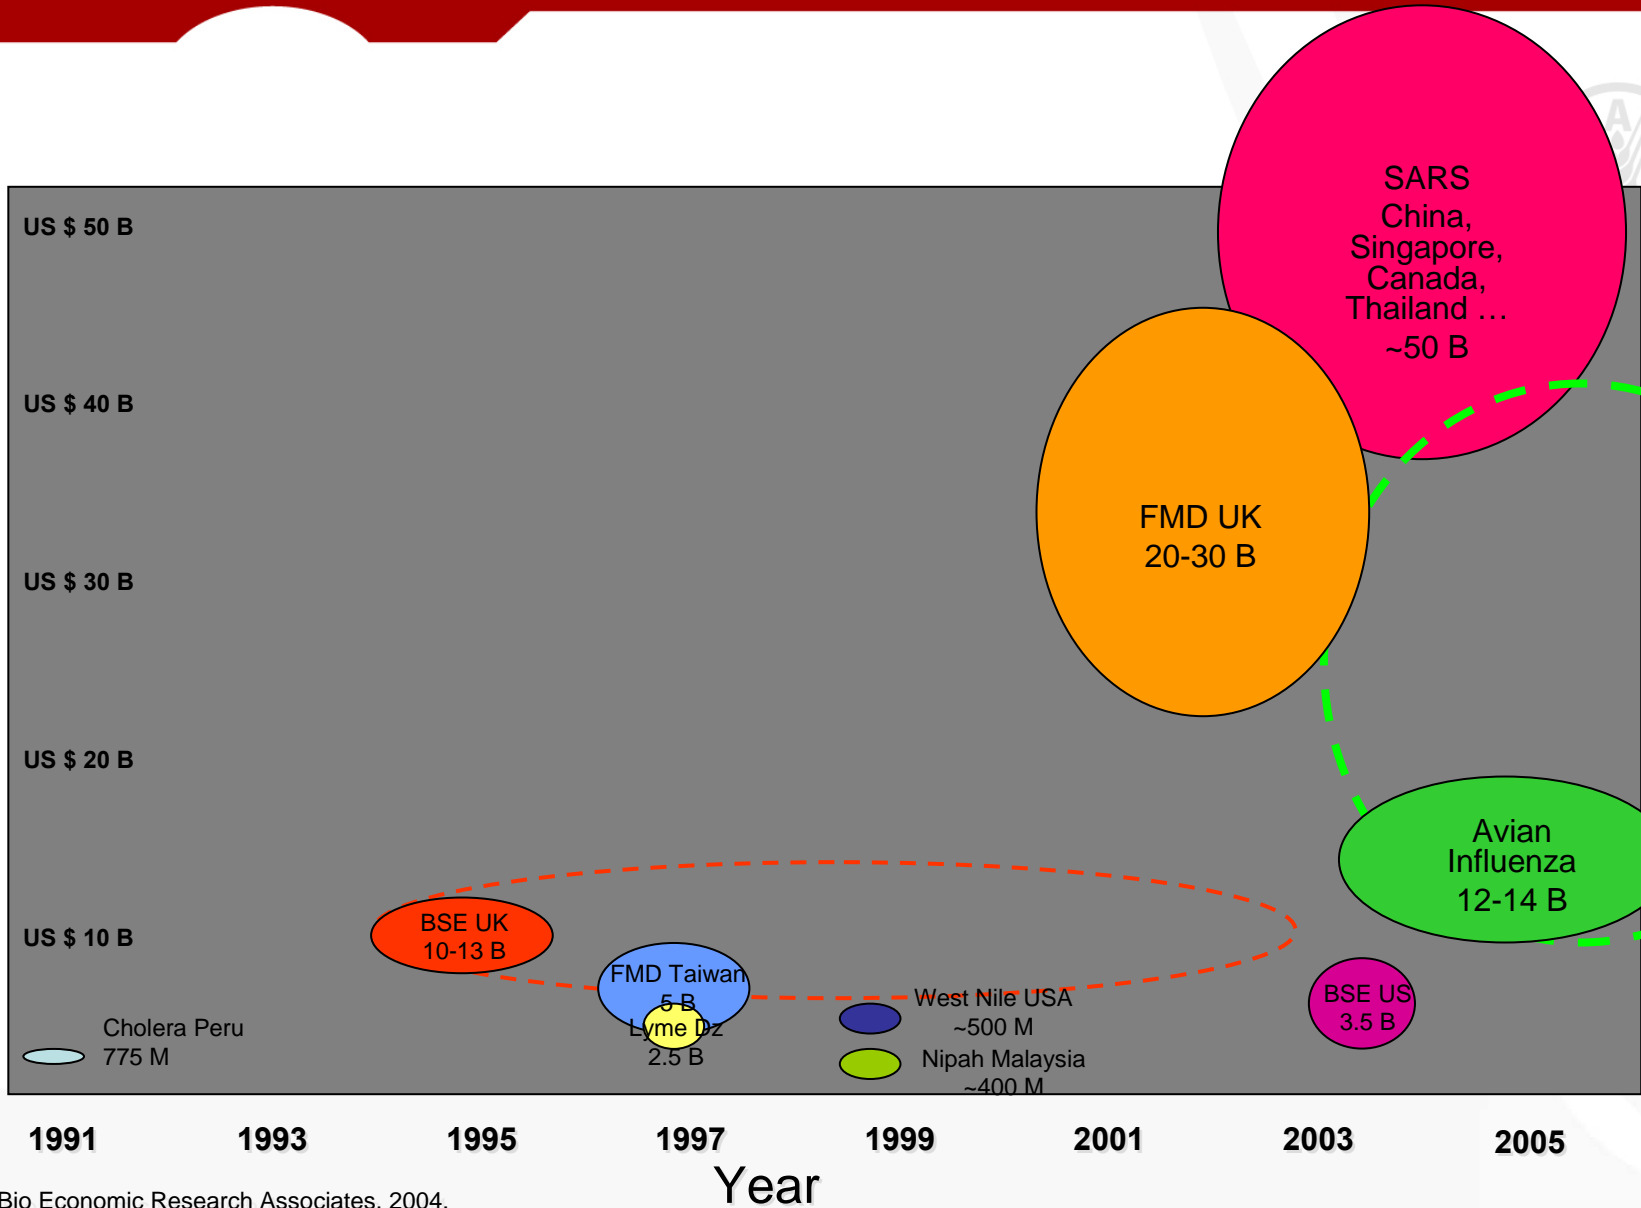 SARS
China,
Singapore,
Canada,
Thailand …
~50 B
US $ 50 B
US $ 40 B
FMD UK
20-30 B
US $ 30 B
US $ 20 B
Avian
Influenza
12-14 B
US $ 10 B
BSE UK
10-13 B
FMD Taiwan
5 B
Lyme Dz
2.5 B
West Nile USA
~500 M
Nipah Malaysia
~400 M
BSE US
3.5 B
Cholera Peru
775 M
1991 1993 1995 1997 1999 2001 2003 2005
Year
Bio Economic Research Associates, 2004.
A